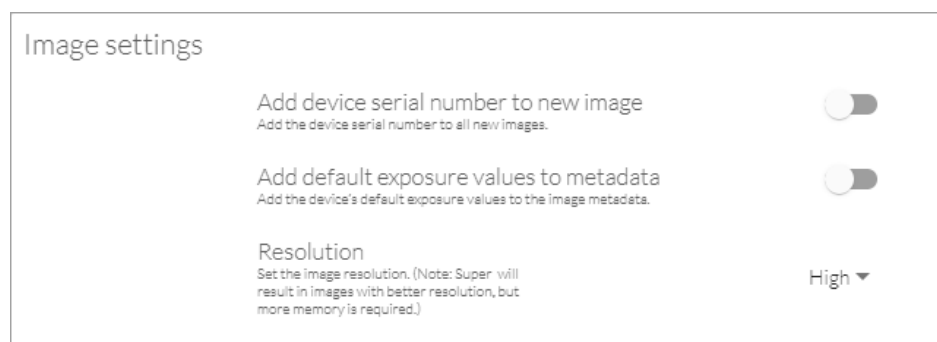 Image settings
Add device serial number to new image
Add the device serial number to all new images.
Add default exposure values to metadata
Add the device's default exposure values to the image metadata.
Resolution
Set the image resolution. (Note: Super will
result in images with better resolution, but
more memory is required.)
High